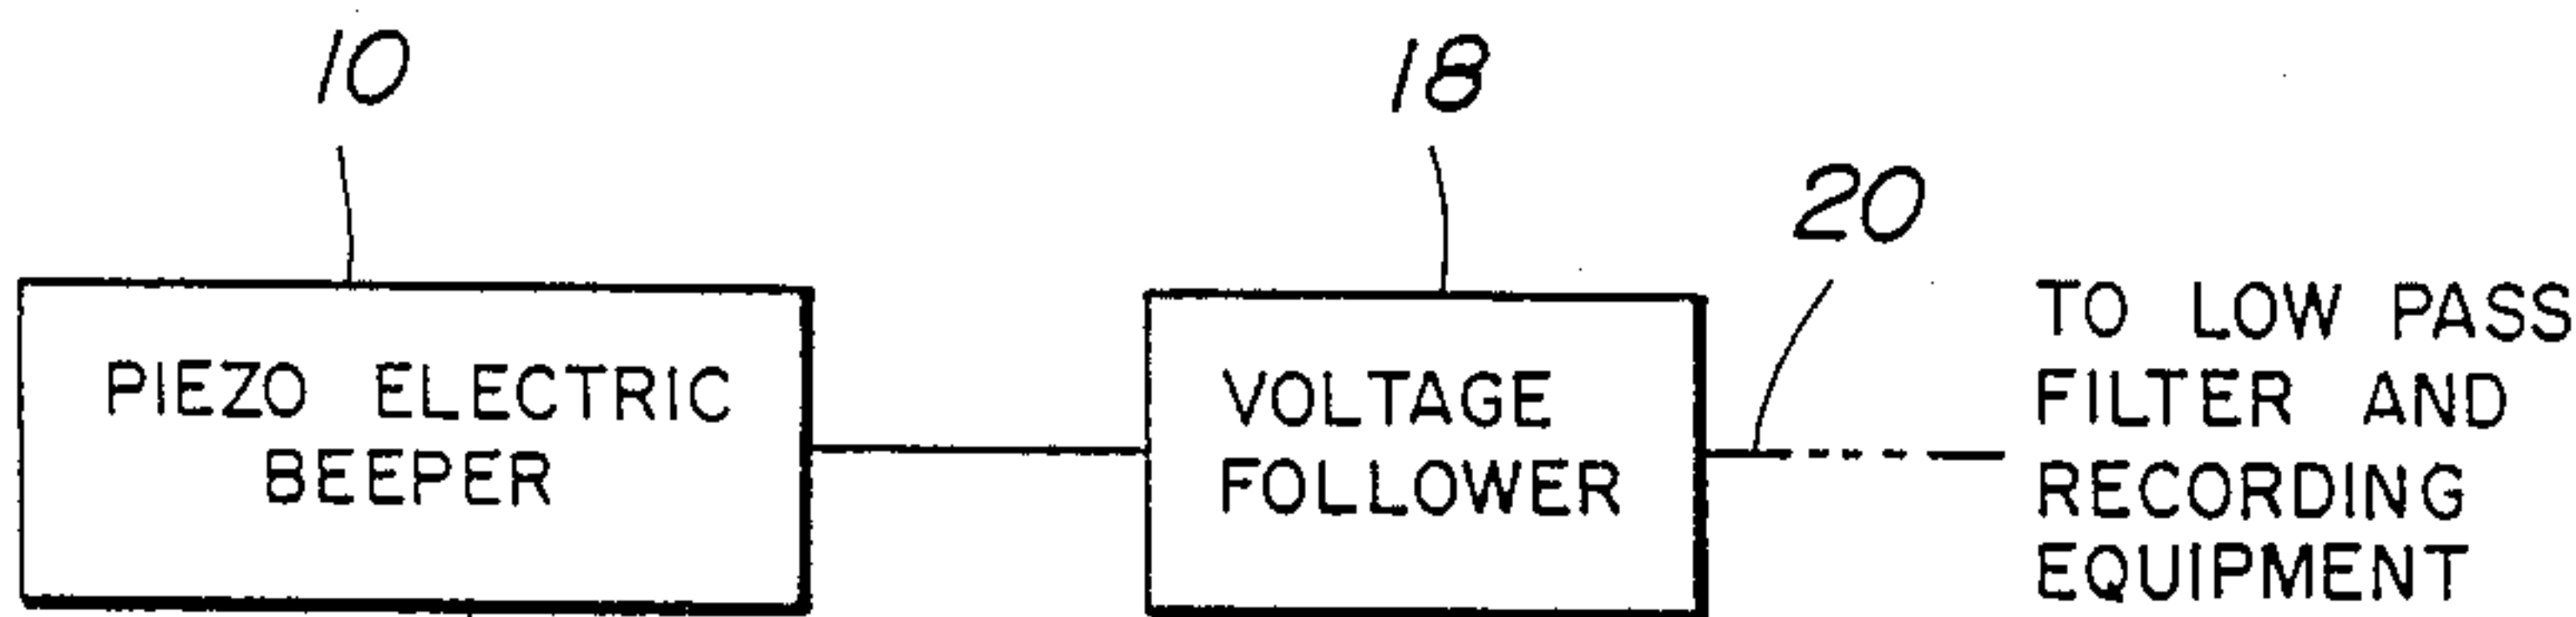 10
18
20
PIEZO ELECTRIC
BEEPER
VOLTAGE
FOLLOWER
TO LOW PASS
FILTER AND
RECORDING
EQUIPMENT